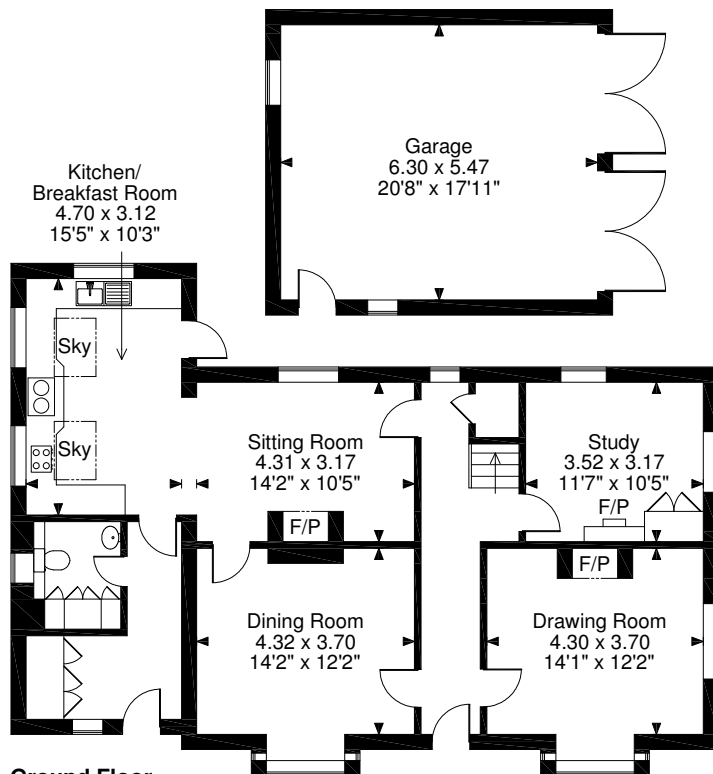 Garage
6.30 x 5.47
20'8" x 17'11"
Kitchen/
Breakfast Room
4.70 x 3.12
15'5" x 10'3"
Sky
Sky
Sitting Room
4.31 x 3.17
14'2" x 10'5"
F/P
Study
3.52 x 3.17
11'7" x 10'5"
F/P
F/P
Dining Room
4.32 x 3.70
14'2" x 12'2"
Drawing Room
4.30 x 3.70
14'1" x 12'2"
Ground Floor